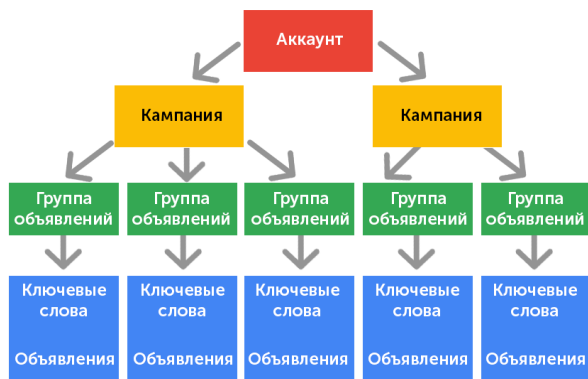 Аккаунт
Кампания
Кампания
Группа
объявлений
Группа
объявлений
Группа
объявлений
Группа
объявлений
Группа
объявлений
Ключевые
слова
Объявления
Ключевые
слова
Объявления
Ключевые
слова
Объявления
Ключевые
слова
Объявления
Ключевые
слова
Объявления